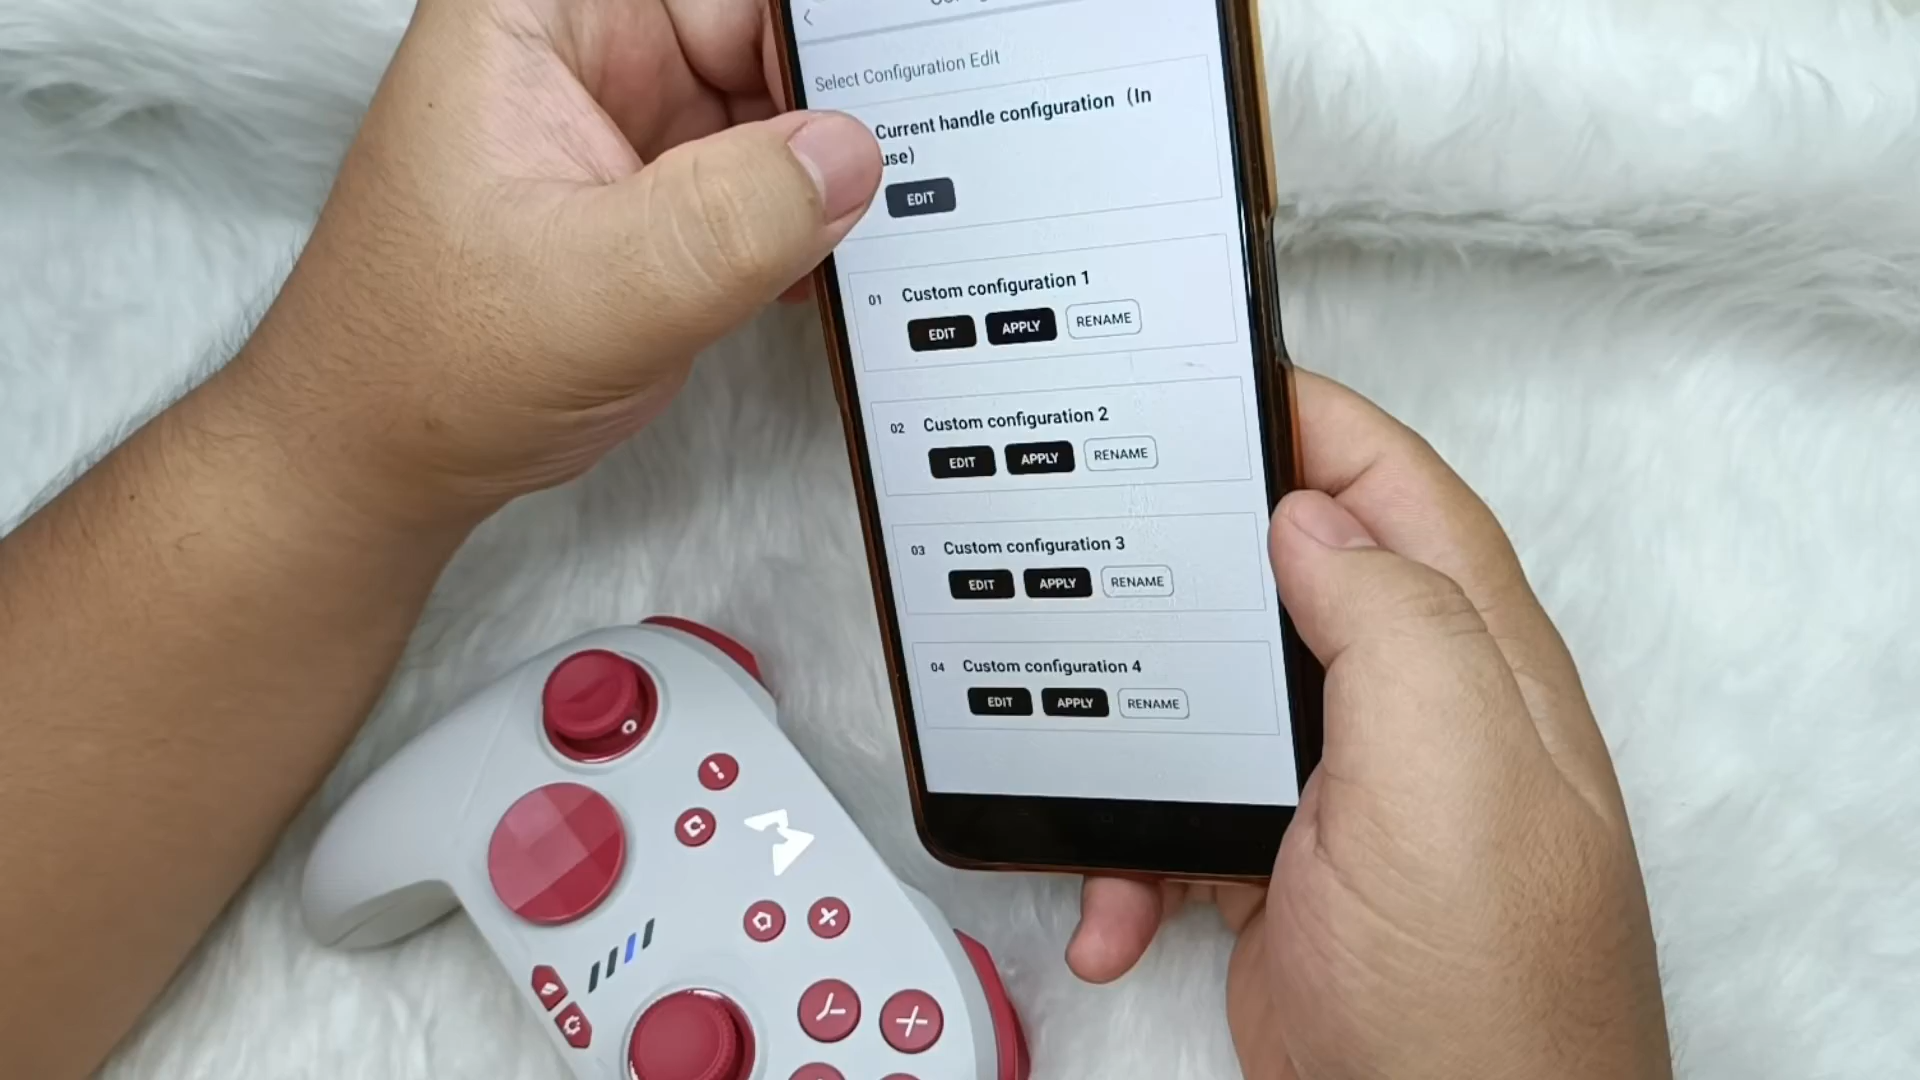 Select Configuration Edit
Current handle configuration (In
use)
EDIT
01 Custom configuration 1
EDIT APPLY RENAME
02 Custom configuration 2
EDIT APPLY RENAME
03 Custom configuration 3
EDIT APPLY RENAME
04 Custom configuration 4
EDIT APPLY RENAME